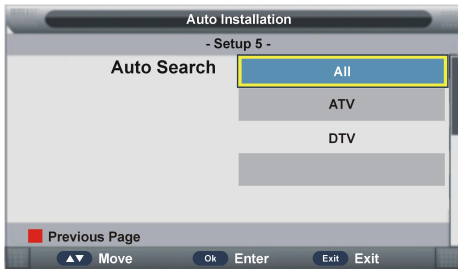 Auto Installation
- Setup 5 -
Auto Search
All
ATV
DTV
Previous Page
▲▼ Move Ok Enter Exit Exit